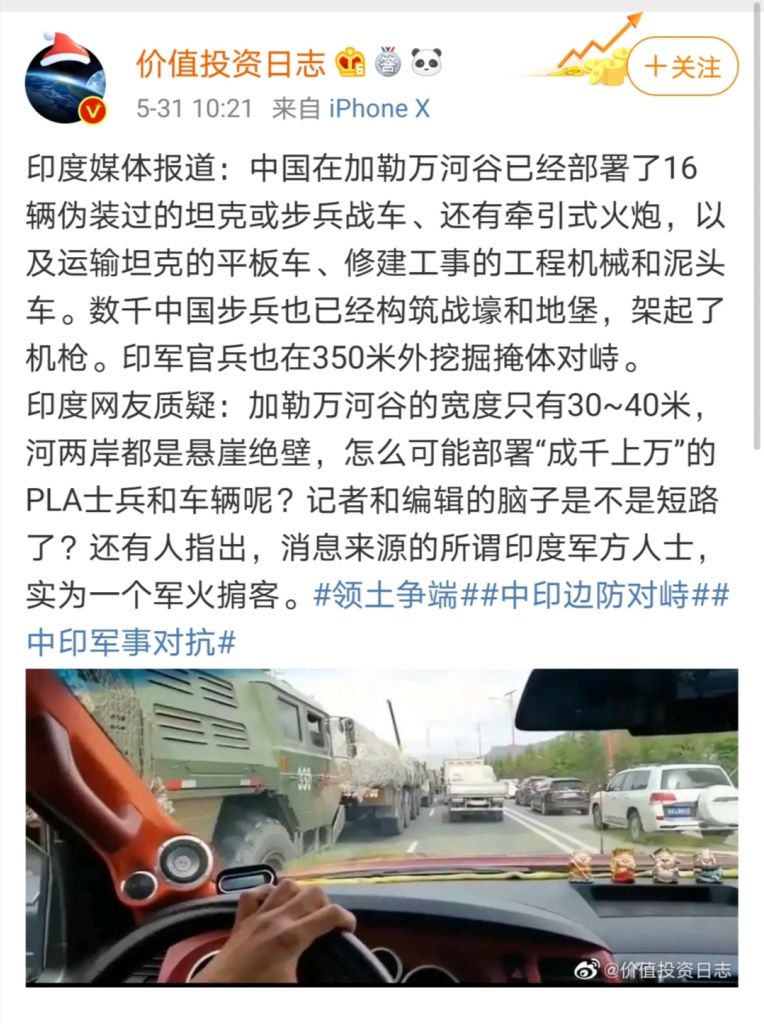 价值投资日志
5-31 10:21 来自 iPhone X
+关注
印度媒体报道：中国在加勒万河谷已经部署了16
辆伪装过的坦克或步兵战车、还有牵引式火炮，以
及运输坦克的平板车、修建工事的工程机械和泥头
车。数千中国步兵也已经构筑战壕和地堡，架起了
机枪。印军官兵也在350米外挖掘掩体对峙。
印度网友质疑：加勒万河谷的宽度只有30~40米，
河两岸都是悬崖绝壁，怎么可能部署“成千上万”的
PLA士兵和车辆呢？记者和编辑的脑子是不是短路
了？还有人指出，消息来源的所谓印度军方人士，
实为一个军火掮客。#领土争端##中印边防对峙##
中印军事对抗#
@价值投资日志